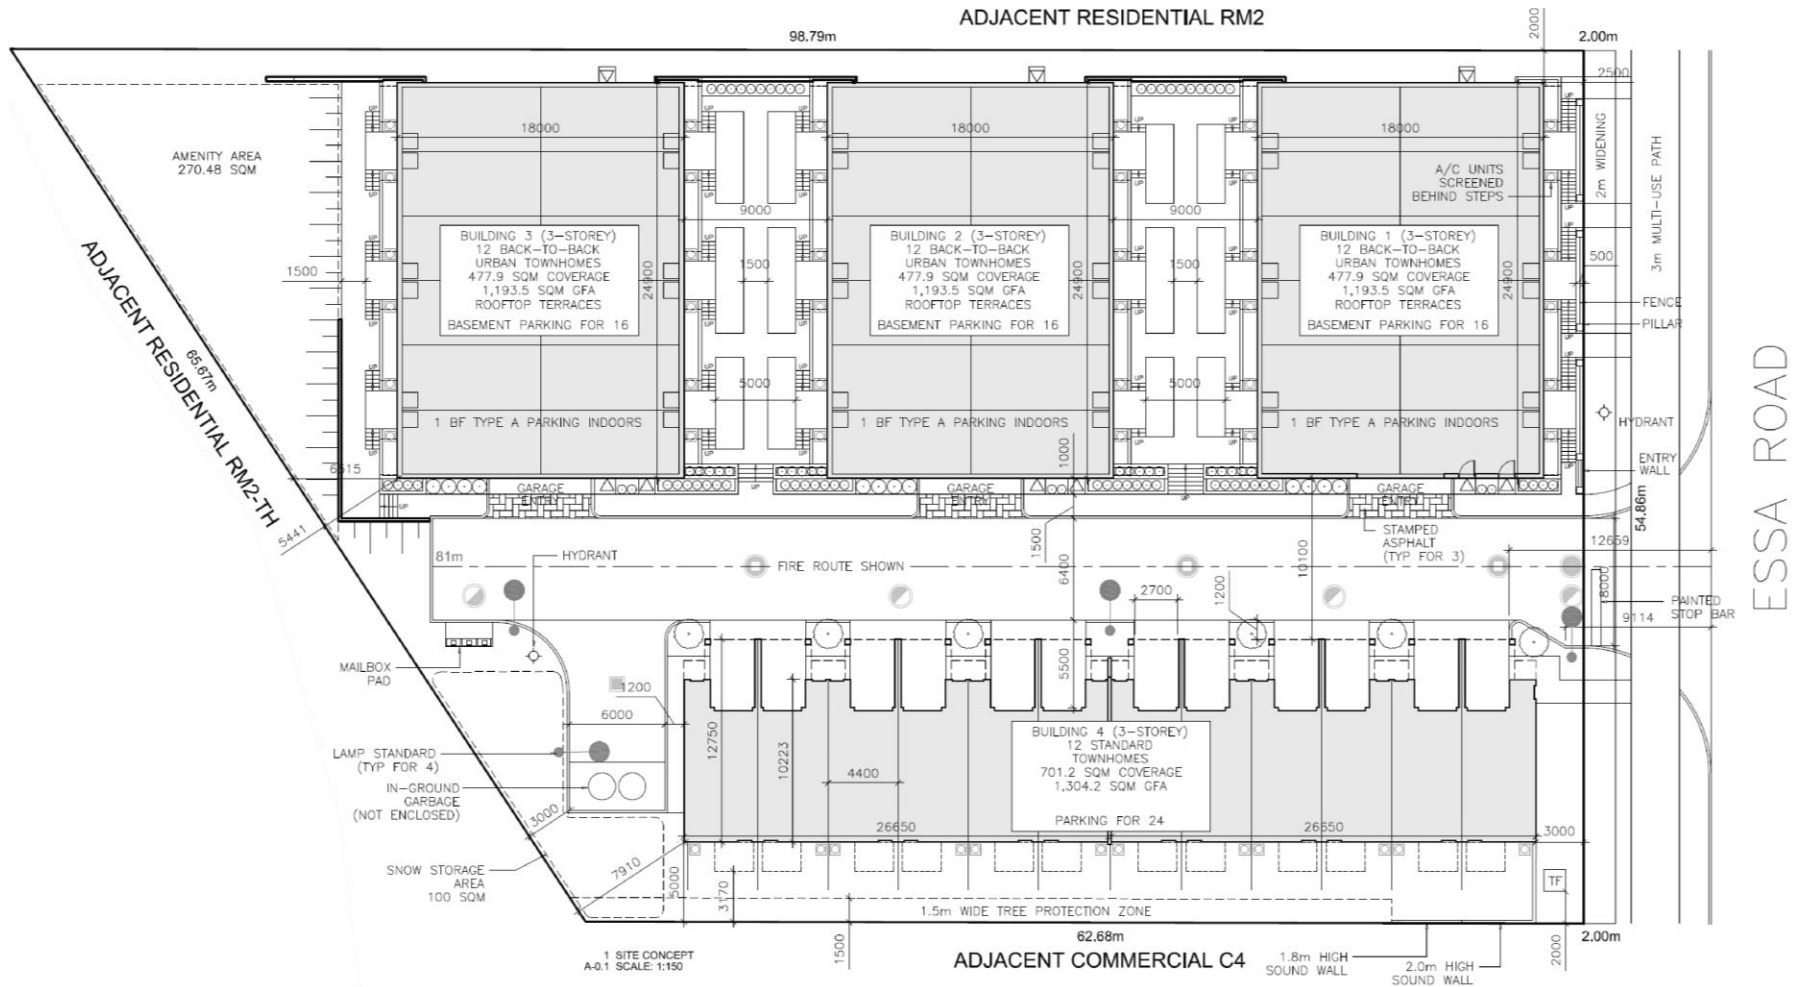 ADJACENT RESIDENTIAL RM2
98.79m
2000
2.00m
2500
AMENITY AREA
270.48 SQM
18000
18000
18000
A/C UNITS
SCREENED
BEHIND STEPS
2m WIDENING
3m MULTI-USE PATH
9000
9000
BUILDING 3 (3-STOREY)
12 BACK-TO-BACK
URBAN TOWNHOMES
477.9 SQM COVERAGE
1,193.5 SQM GFA
ROOFTOP TERRACES
BASEMENT PARKING FOR 16
24900
BUILDING 2 (3-STOREY)
12 BACK-TO-BACK
URBAN TOWNHOMES
477.9 SQM COVERAGE
1,193.5 SQM GFA
ROOFTOP TERRACES
BASEMENT PARKING FOR 16
24900
BUILDING 1 (3-STOREY)
12 BACK-TO-BACK
URBAN TOWNHOMES
477.9 SQM COVERAGE
1,193.5 SQM GFA
ROOFTOP TERRACES
BASEMENT PARKING FOR 16
24900
1500
1500
1500
500
FENCE
PILLAR
ADJACENT RESIDENTIAL RM2-TH
65.67m
5000
5000
1 BF TYPE A PARKING INDOORS
1 BF TYPE A PARKING INDOORS
1 BF TYPE A PARKING INDOORS
HYDRANT
ENTRY
WALL
ESSA ROAD
54.86m
6515
5441
1000
UP
UP
UP
GARAGE
ENTRY
GARAGE
ENTRY
GARAGE
ENTRY
STAMPED
ASPHALT
(TYP FOR 3)
1500
12659
81m
HYDRANT
FIRE ROUTE SHOWN
6400
10100
2700
1200
8000
9114
PAINTED
STOP BAR
MAILBOX
PAD
1200
6000
5500
12750
10223
4400
BUILDING 4 (3-STOREY)
12 STANDARD
TOWNHOMES
701.2 SQM COVERAGE
1,304.2 SQM GFA
PARKING FOR 24
LAMP STANDARD
(TYP FOR 4)
IN-GROUND
GARBAGE
(NOT ENCLOSED)
3000
26650
26650
3000
SNOW STORAGE
AREA
100 SQM
7910
5000
3170
TF
1.5m WIDE TREE PROTECTION ZONE
62.68m
2.00m
1 SITE CONCEPT
A-0.1 SCALE: 1:150
1500
ADJACENT COMMERCIAL C4
1.8m HIGH
SOUND WALL
2.0m HIGH
SOUND WALL
2000